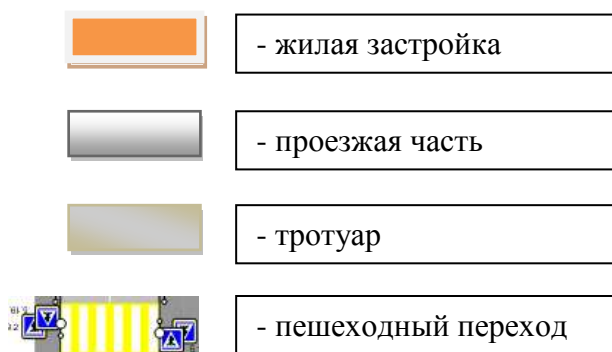 - жилая застройка
- проезжая часть
- тротуар
- пешеходный переход